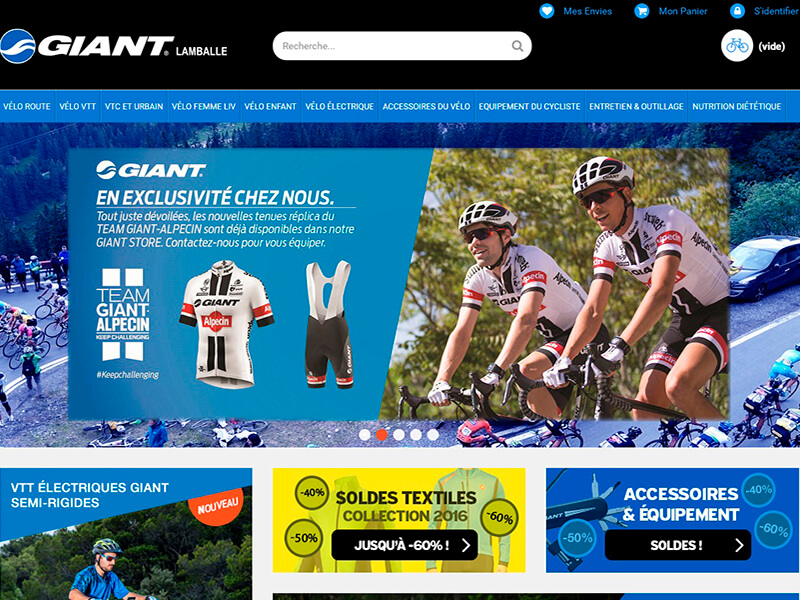 Mes Envies
Mon Panier
S'identifier
GIANT® LAMBALLE
Recherche...
(vide)
VÉLO ROUTE
VÉLO VTT
VTC ET URBAIN
VÉLO FEMME LIV
VÉLO ENFANT
VÉLO ÉLECTRIQUE
ACCESSOIRES DU VÉLO
EQUIPEMENT DU CYCLISTE
ENTRETIEN & OUTILLAGE
NUTRITION DIÉTÉTIQUE
GIANT
EN EXCLUSIVITÉ CHEZ NOUS.
Tout juste dévoilées, les nouvelles tenues réplica du
TEAM GIANT-ALPECIN sont déjà disponibles dans notre
GIANT STORE. Contactez-nous pour vous équiper.
TEAM
GIANT-
ALPECIN
KEEP CHALLENGING
#Keepchallenging
GIANT
Alpecin
GIANT
VTT ÉLECTRIQUES GIANT
SEMI-RIGIDES
NOUVEAU
-40%
-50%
SOLDES TEXTILES
COLLECTION 2016
-60%
JUSQU'À -60% !
ACCESSOIRES
& ÉQUIPEMENT
-40%
-50%
-60%
SOLDES !